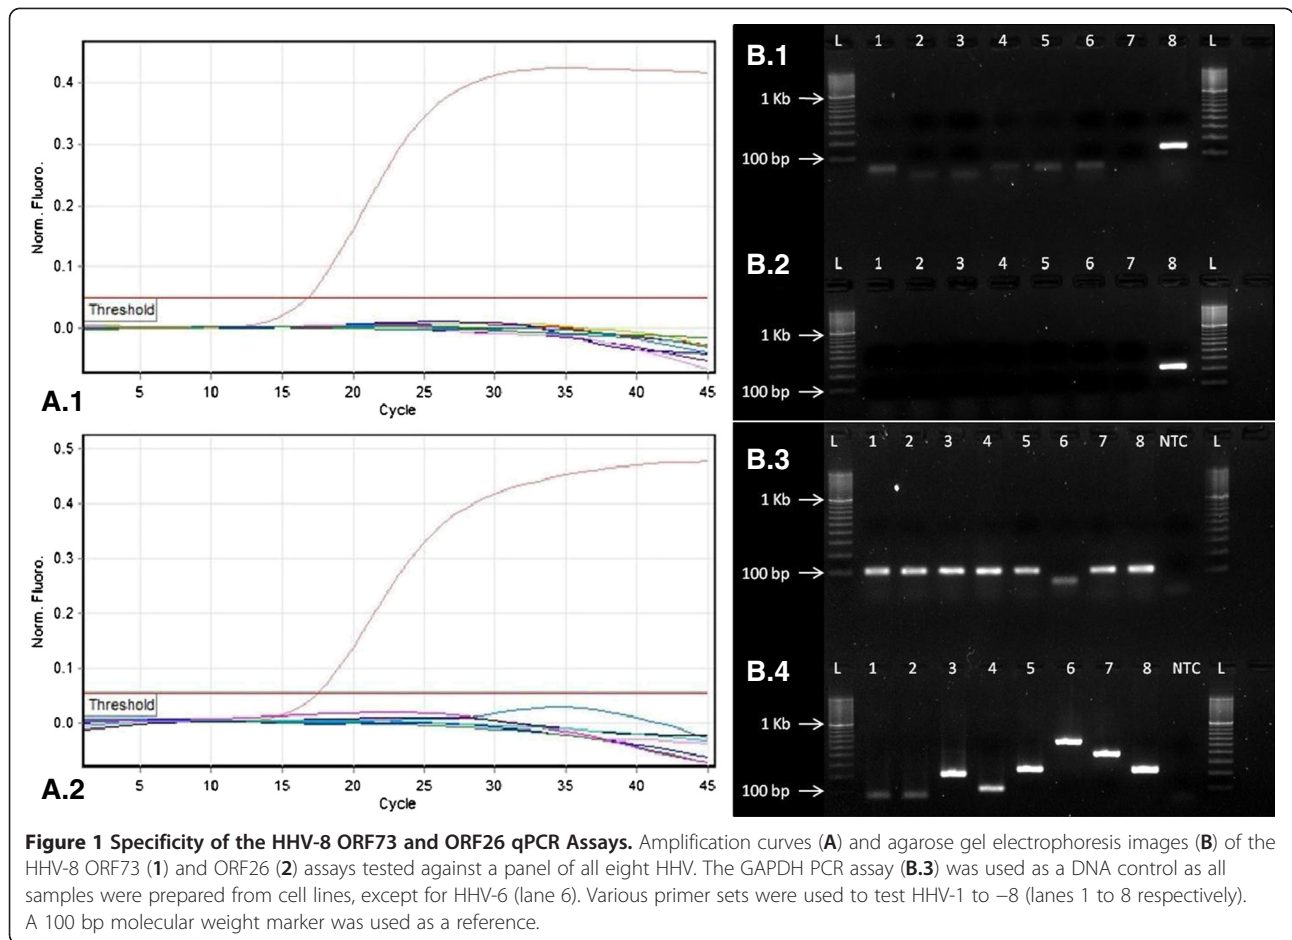 0.4
0.3
0.2
0.1
0.0
Norm. Fluoro.
Threshold
5 10 15 20 25 30 35 40 45
Cycle
A.1
0.5
0.4
0.3
0.2
0.1
0.0
Norm. Fluoro.
Threshold
5 10 15 20 25 30 35 40 45
Cycle
A.2
B.1
L 1 2 3 4 5 6 7 8 L
1 Kb
100 bp
B.2
L 1 2 3 4 5 6 7 8 L
1 Kb
100 bp
B.3
L 1 2 3 4 5 6 7 8 NTC L
1 Kb
100 bp
B.4
L 1 2 3 4 5 6 7 8 NTC L
1 Kb
100 bp
Figure 1 Specificity of the HHV-8 ORF73 and ORF26 qPCR Assays. Amplification curves (A) and agarose gel electrophoresis images (B) of the
HHV-8 ORF73 (1) and ORF26 (2) assays tested against a panel of all eight HHV. The GAPDH PCR assay (B.3) was used as a DNA control as all
samples were prepared from cell lines, except for HHV-6 (lane 6). Various primer sets were used to test HHV-1 to −8 (lanes 1 to 8 respectively).
A 100 bp molecular weight marker was used as a reference.